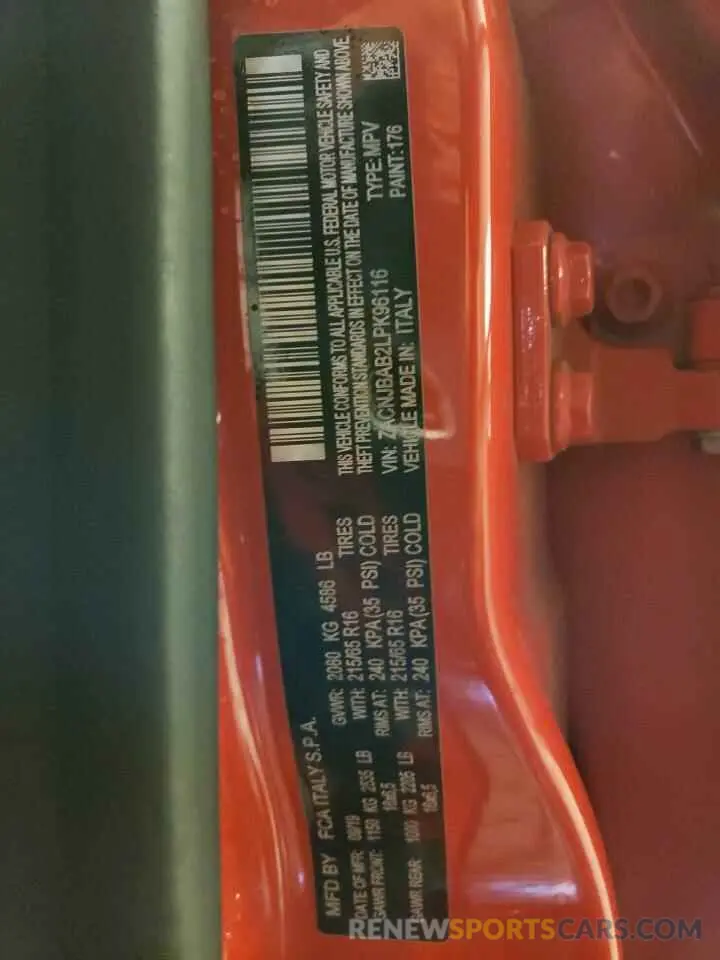 MFD BY FCA ITALY S.P.A.
DATE OF MFR: 09/19 GVWR: 2080 KG 4586 LB
GAWR FRONT: 1150 KG 2535 LB WITH: 215/65 R16 TIRES
16x6.5 RIMS AT: 240 KPA(35 PSI) COLD
GAWR REAR: 1000 KG 2205 LB WITH: 215/65 R16 TIRES
16x6.5 RIMS AT: 240 KPA(35 PSI) COLD
THIS VEHICLE CONFORMS TO ALL APPLICABLE U.S. FEDERAL MOTOR VEHICLE SAFETY AND
THEFT PREVENTION STANDARDS IN EFFECT ON THE DATE OF MANUFACTURE SHOWN ABOVE.
VIN: ZACNJBAB2LPK96116 TYPE: MPV
VEHICLE MADE IN: ITALY PAINT: 176
RENEWSPORTSCARS.COM